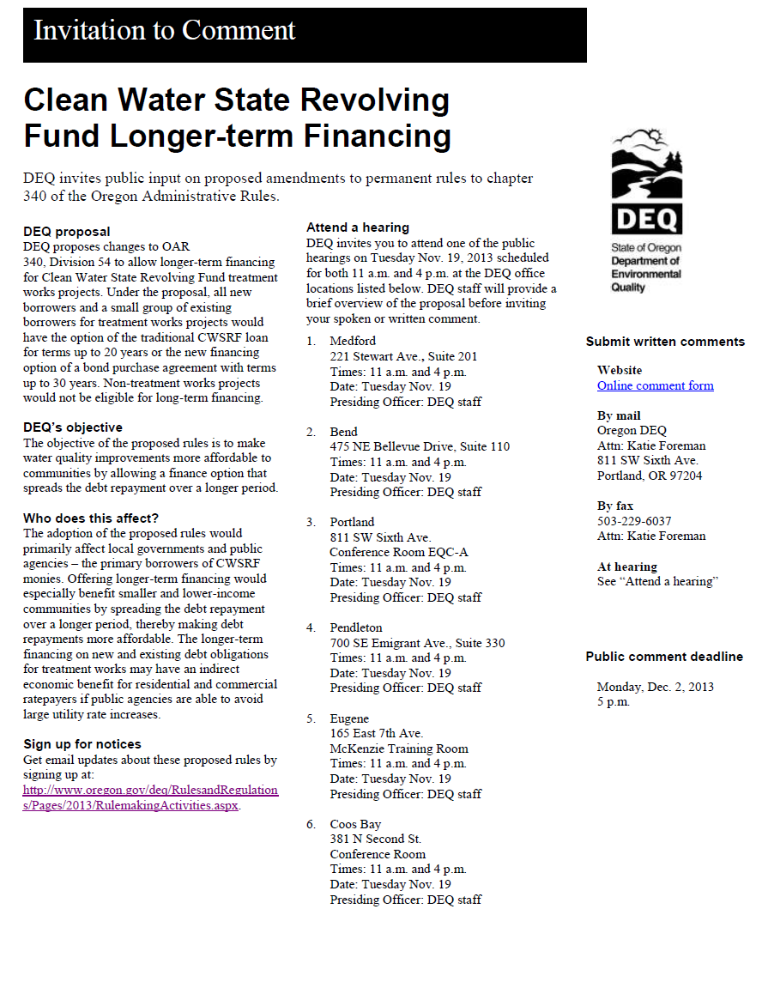 Invitation to Comment
Clean Water State Revolving
Fund Longer-term Financing
DEQ invites public input on proposed amendments to permanent rules to chapter
340 of the Oregon Administrative Rules.
DEQ proposal
DEQ proposes changes to OAR
340, Division 54 to allow longer-term financing
for Clean Water State Revolving Fund treatment
works projects. Under the proposal, all new
borrowers and a small group of existing
borrowers for treatment works projects would
have the option of the traditional CWSRF loan
for terms up to 20 years or the new financing
option of a bond purchase agreement with terms
up to 30 years. Non-treatment works projects
would not be eligible for long-term financing.
DEQ's objective
The objective of the proposed rules is to make
water quality improvements more affordable to
communities by allowing a finance option that
spreads the debt repayment over a longer period.
Who does this affect?
The adoption of the proposed rules would
primarily affect local governments and public
agencies – the primary borrowers of CWSRF
monies. Offering longer-term financing would
especially benefit smaller and lower-income
communities by spreading the debt repayment
over a longer period, thereby making debt
repayments more affordable. The longer-term
financing on new and existing debt obligations
for treatment works may have an indirect
economic benefit for residential and commercial
ratepayers if public agencies are able to avoid
large utility rate increases.
Sign up for notices
Get email updates about these proposed rules by
signing up at:
http://www.oregon.gov/deq/RulesandRegulation
s/Pages/2013/RulemakingActivities.aspx.
Attend a hearing
DEQ invites you to attend one of the public
hearings on Tuesday Nov. 19, 2013 scheduled
for both 11 a.m. and 4 p.m. at the DEQ office
locations listed below. DEQ staff will provide a
brief overview of the proposal before inviting
your spoken or written comment.
1. Medford
221 Stewart Ave., Suite 201
Times: 11 a.m. and 4 p.m.
Date: Tuesday Nov. 19
Presiding Officer: DEQ staff
2. Bend
475 NE Bellevue Drive, Suite 110
Times: 11 a.m. and 4 p.m.
Date: Tuesday Nov. 19
Presiding Officer: DEQ staff
3. Portland
811 SW Sixth Ave.
Conference Room EQC-A
Times: 11 a.m. and 4 p.m.
Date: Tuesday Nov. 19
Presiding Officer: DEQ staff
4. Pendleton
700 SE Emigrant Ave., Suite 330
Times: 11 a.m. and 4 p.m.
Date: Tuesday Nov. 19
Presiding Officer: DEQ staff
5. Eugene
165 East 7th Ave.
McKenzie Training Room
Times: 11 a.m. and 4 p.m.
Date: Tuesday Nov. 19
Presiding Officer: DEQ staff
6. Coos Bay
381 N Second St.
Conference Room
Times: 11 a.m. and 4 p.m.
Date: Tuesday Nov. 19
Presiding Officer: DEQ staff
DEQ
State of Oregon
Department of
Environmental
Quality
Submit written comments
Website
Online comment form
By mail
Oregon DEQ
Attn: Katie Foreman
811 SW Sixth Ave.
Portland, OR 97204
By fax
503-229-6037
Attn: Katie Foreman
At hearing
See “Attend a hearing”
Public comment deadline
Monday, Dec. 2, 2013
5 p.m.